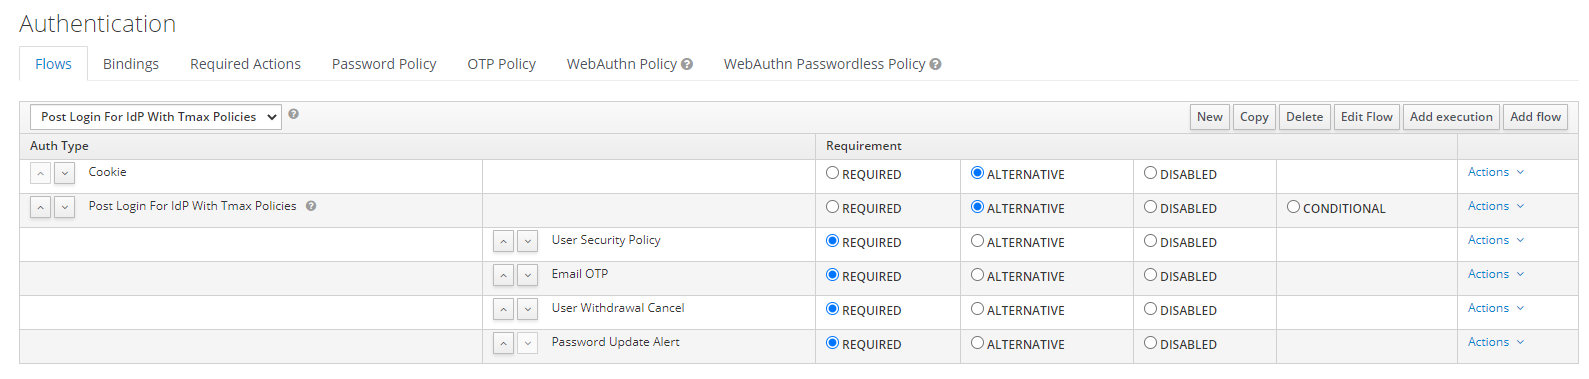 Authentication
Flows Bindings Required Actions Password Policy OTP Policy WebAuthn Policy WebAuthn Passwordless Policy
Post Login For IdP With Tmax Policies New Copy Delete Edit Flow Add execution Add flow
Auth Type Requirement
Cookie REQUIRED ALTERNATIVE DISABLED Actions
Post Login For IdP With Tmax Policies REQUIRED ALTERNATIVE DISABLED CONDITIONAL Actions
User Security Policy REQUIRED ALTERNATIVE DISABLED Actions
Email OTP REQUIRED ALTERNATIVE DISABLED Actions
User Withdrawal Cancel REQUIRED ALTERNATIVE DISABLED Actions
Password Update Alert REQUIRED ALTERNATIVE DISABLED Actions